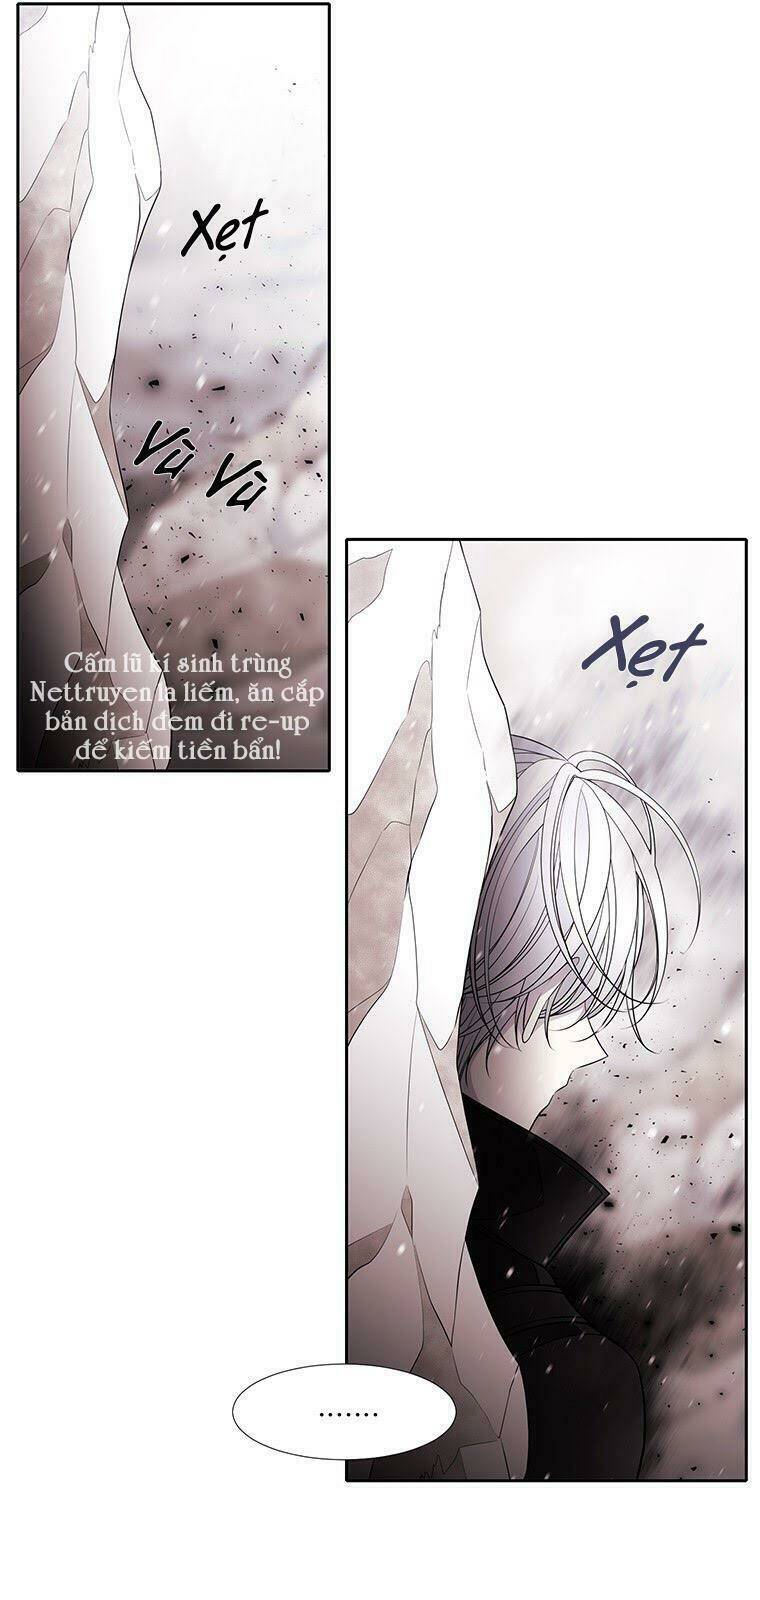 Xẹt
Vù Vù
Cấm lũ kí sinh trùng
Nettruyen la liếm, ăn cắp
bản dịch đem đi re-up
để kiếm tiền bẩn!
Xẹt
.......